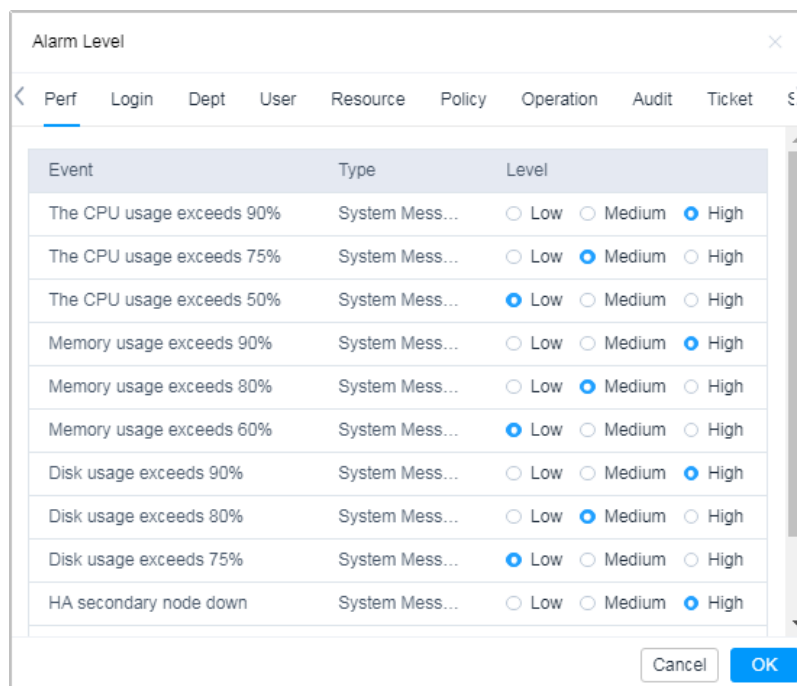 Alarm Level
Perf Login Dept User Resource Policy Operation Audit Ticket
Event Type Level
The CPU usage exceeds 90% System Mess... Low Medium High
The CPU usage exceeds 75% System Mess... Low Medium High
The CPU usage exceeds 50% System Mess... Low Medium High
Memory usage exceeds 90% System Mess... Low Medium High
Memory usage exceeds 80% System Mess... Low Medium High
Memory usage exceeds 60% System Mess... Low Medium High
Disk usage exceeds 90% System Mess... Low Medium High
Disk usage exceeds 80% System Mess... Low Medium High
Disk usage exceeds 75% System Mess... Low Medium High
HA secondary node down System Mess... Low Medium High
Cancel OK